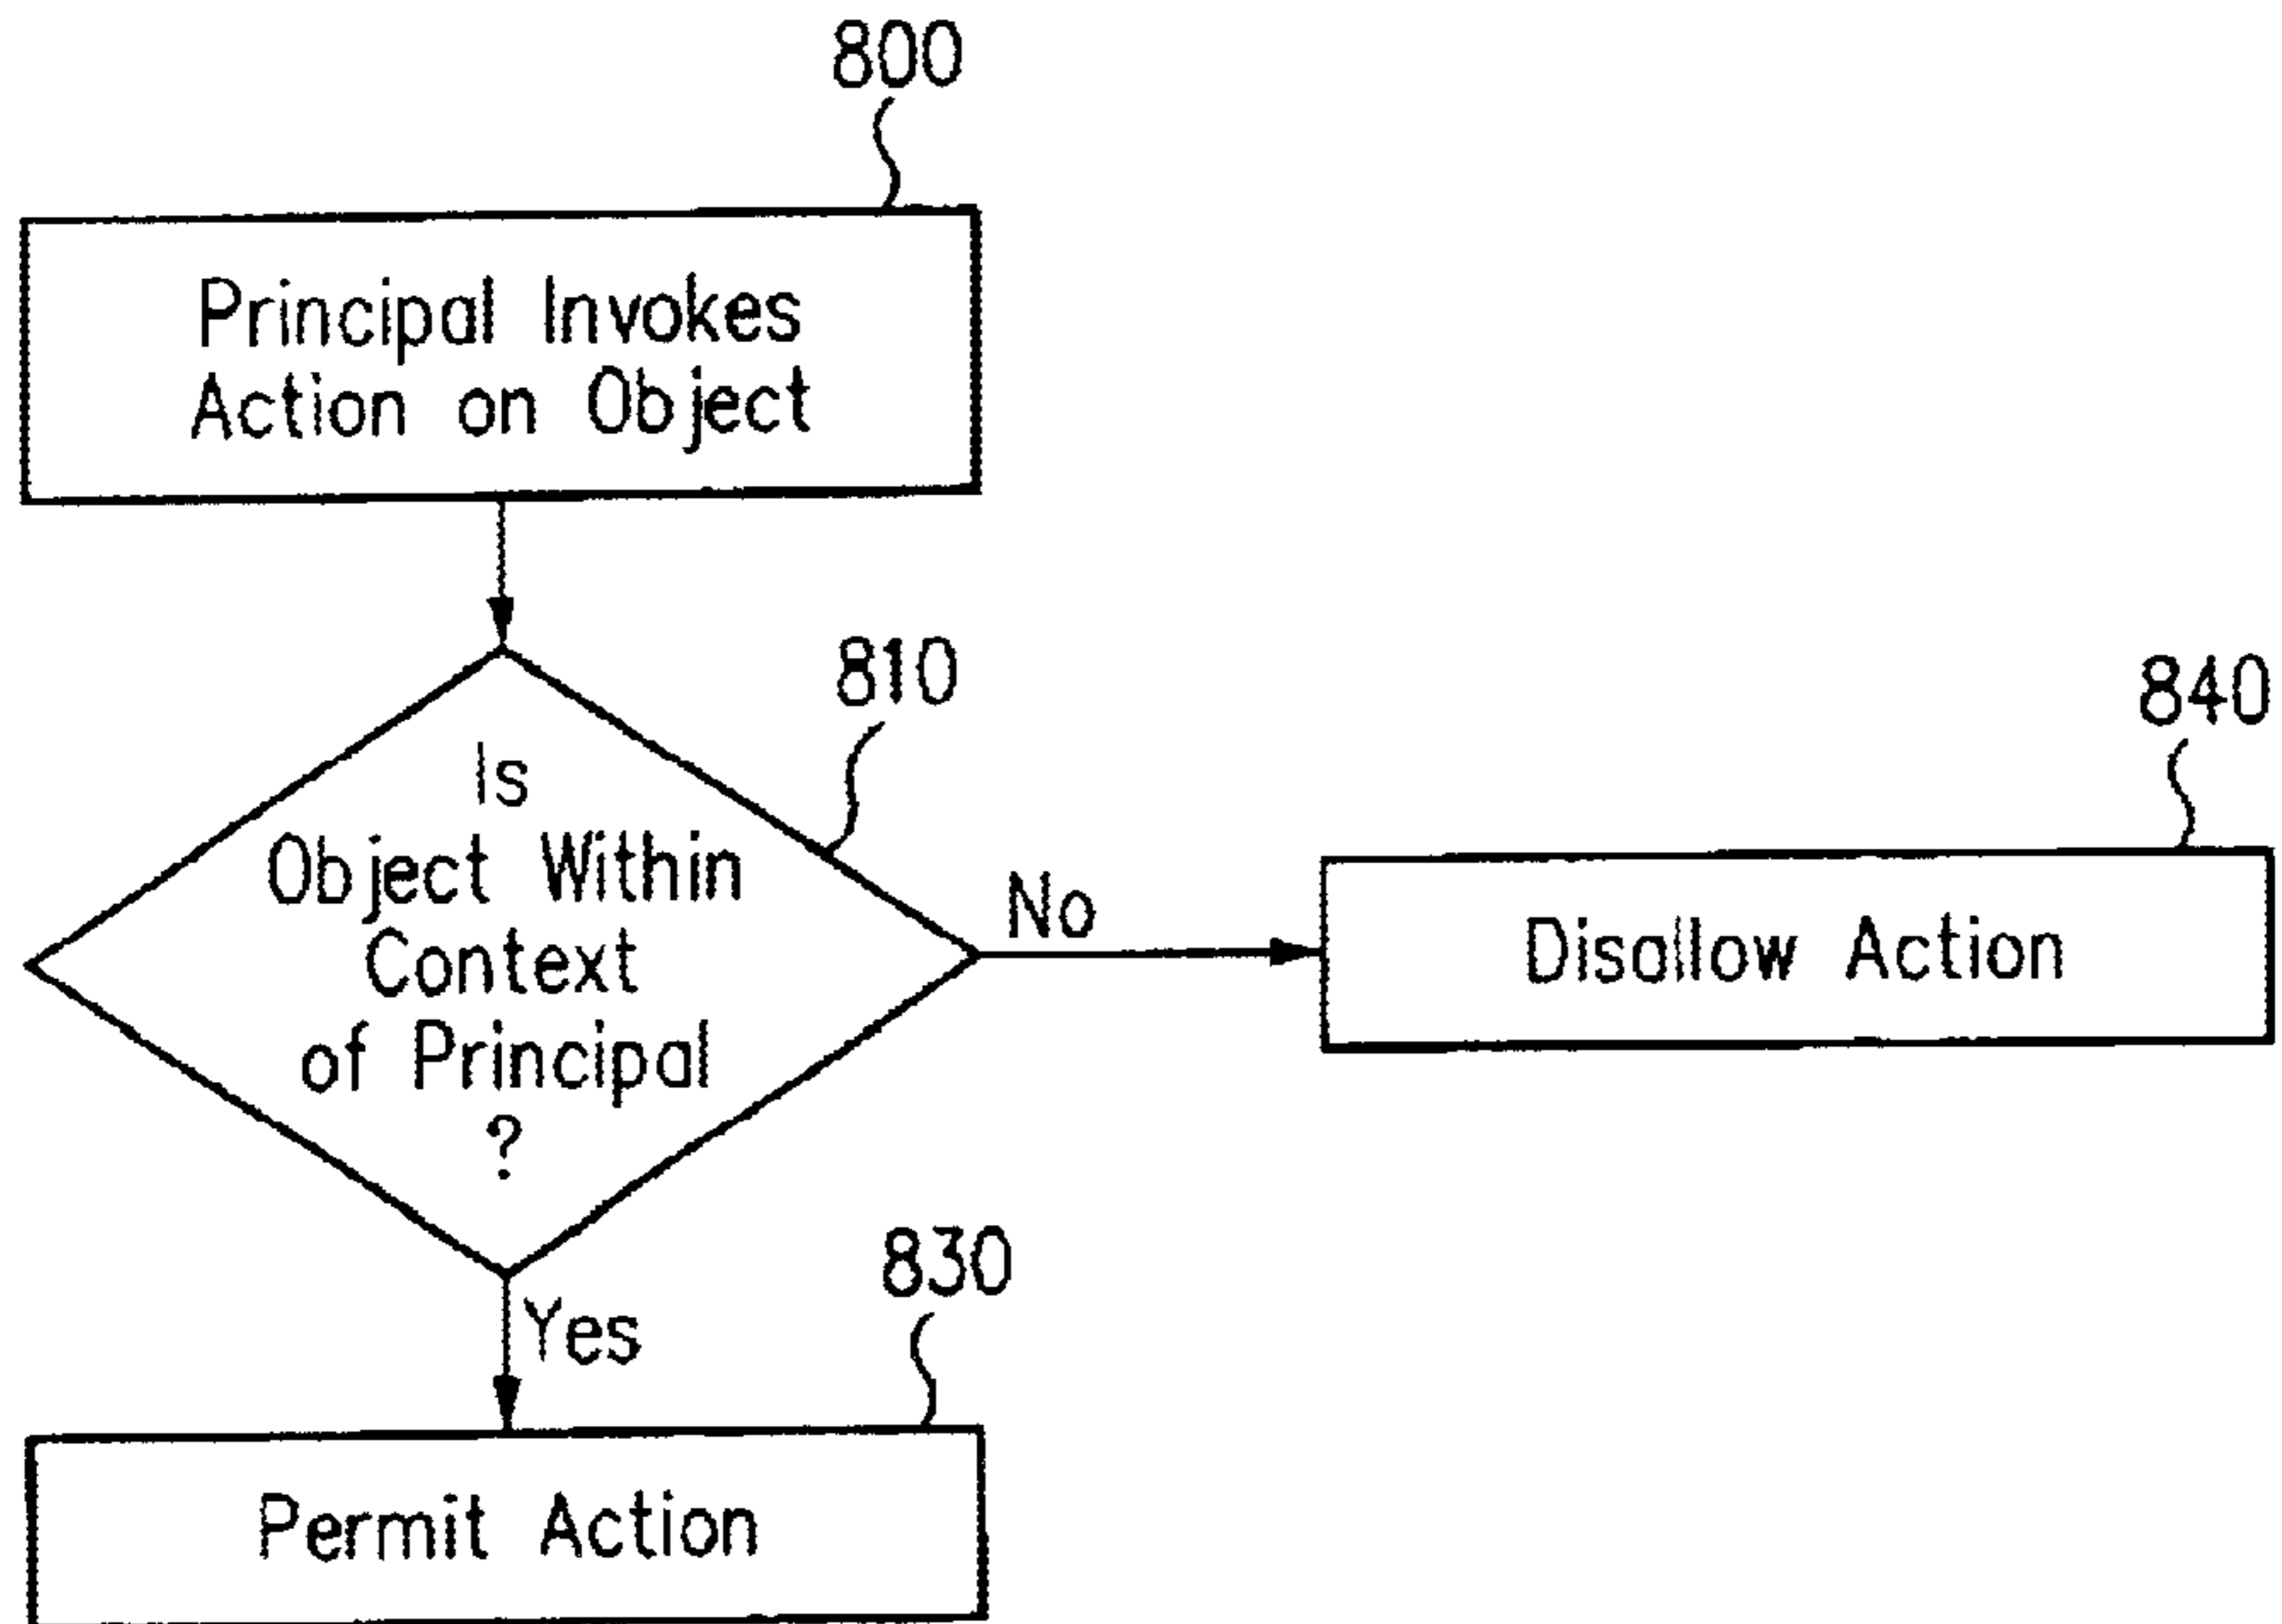 800
Principal Invokes
Action on Object
810
Is
Object Within
Context
of Principal
?
No
840
Disallow Action
Yes
830
Permit Action